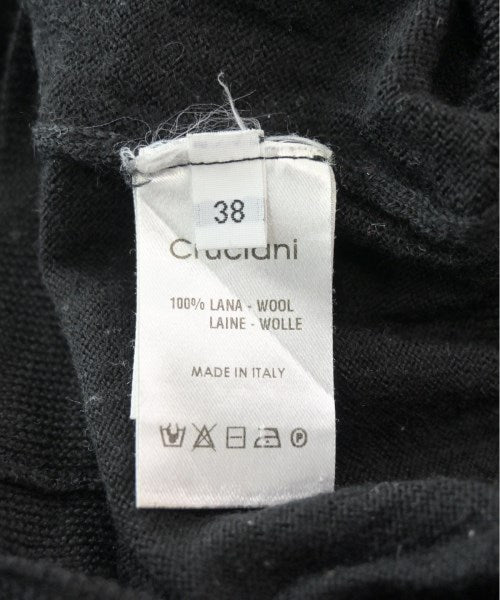 38
Cruciani
100% LANA - WOOL
LAINE - WOLLE
MADE IN ITALY
P